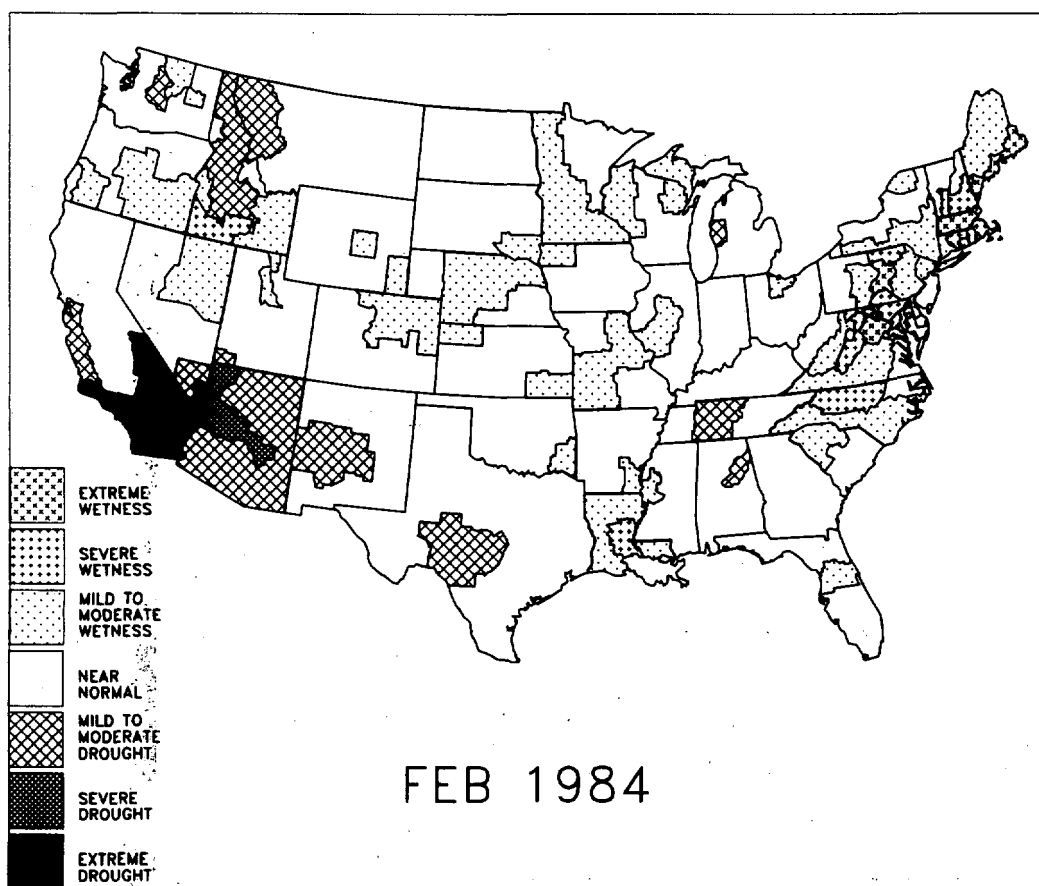 EXTREME
WETNESS
SEVERE
WETNESS
MILD TO
MODERATE
WETNESS
NEAR
NORMAL
MILD TO
MODERATE
DROUGHT
SEVERE
DROUGHT
EXTREME
DROUGHT
FEB 1984